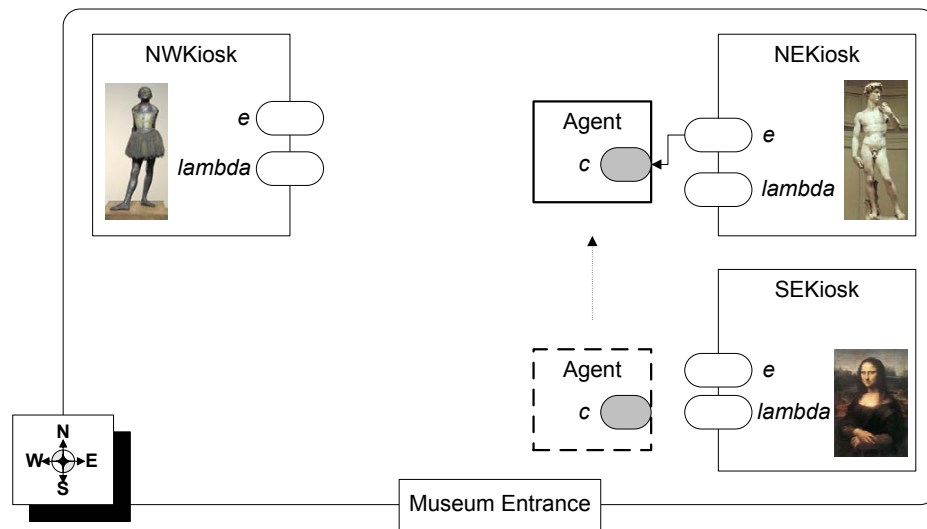 NWKiosk
e
lambda
Agent
c
NEKiosk
e
lambda
SEKiosk
Agent
c
e
lambda
N
W E
S
Museum Entrance